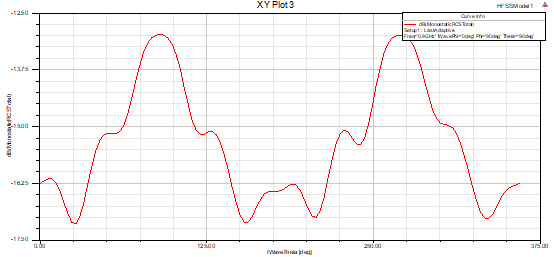 XY Plot 3
HFSSModel1
Curve Info
dB(MonostaticRCSTotal)
Setup1 : LastAdaptive
Freq='0.9GHz' IWavePhi='0deg' Phi='90deg' Theta='90deg'
-12.50
-13.75
-15.00
-16.25
-17.50
dB(MonostaticRCSTotal)
0.00
125.00
250.00
375.00
IWaveTheta [deg]